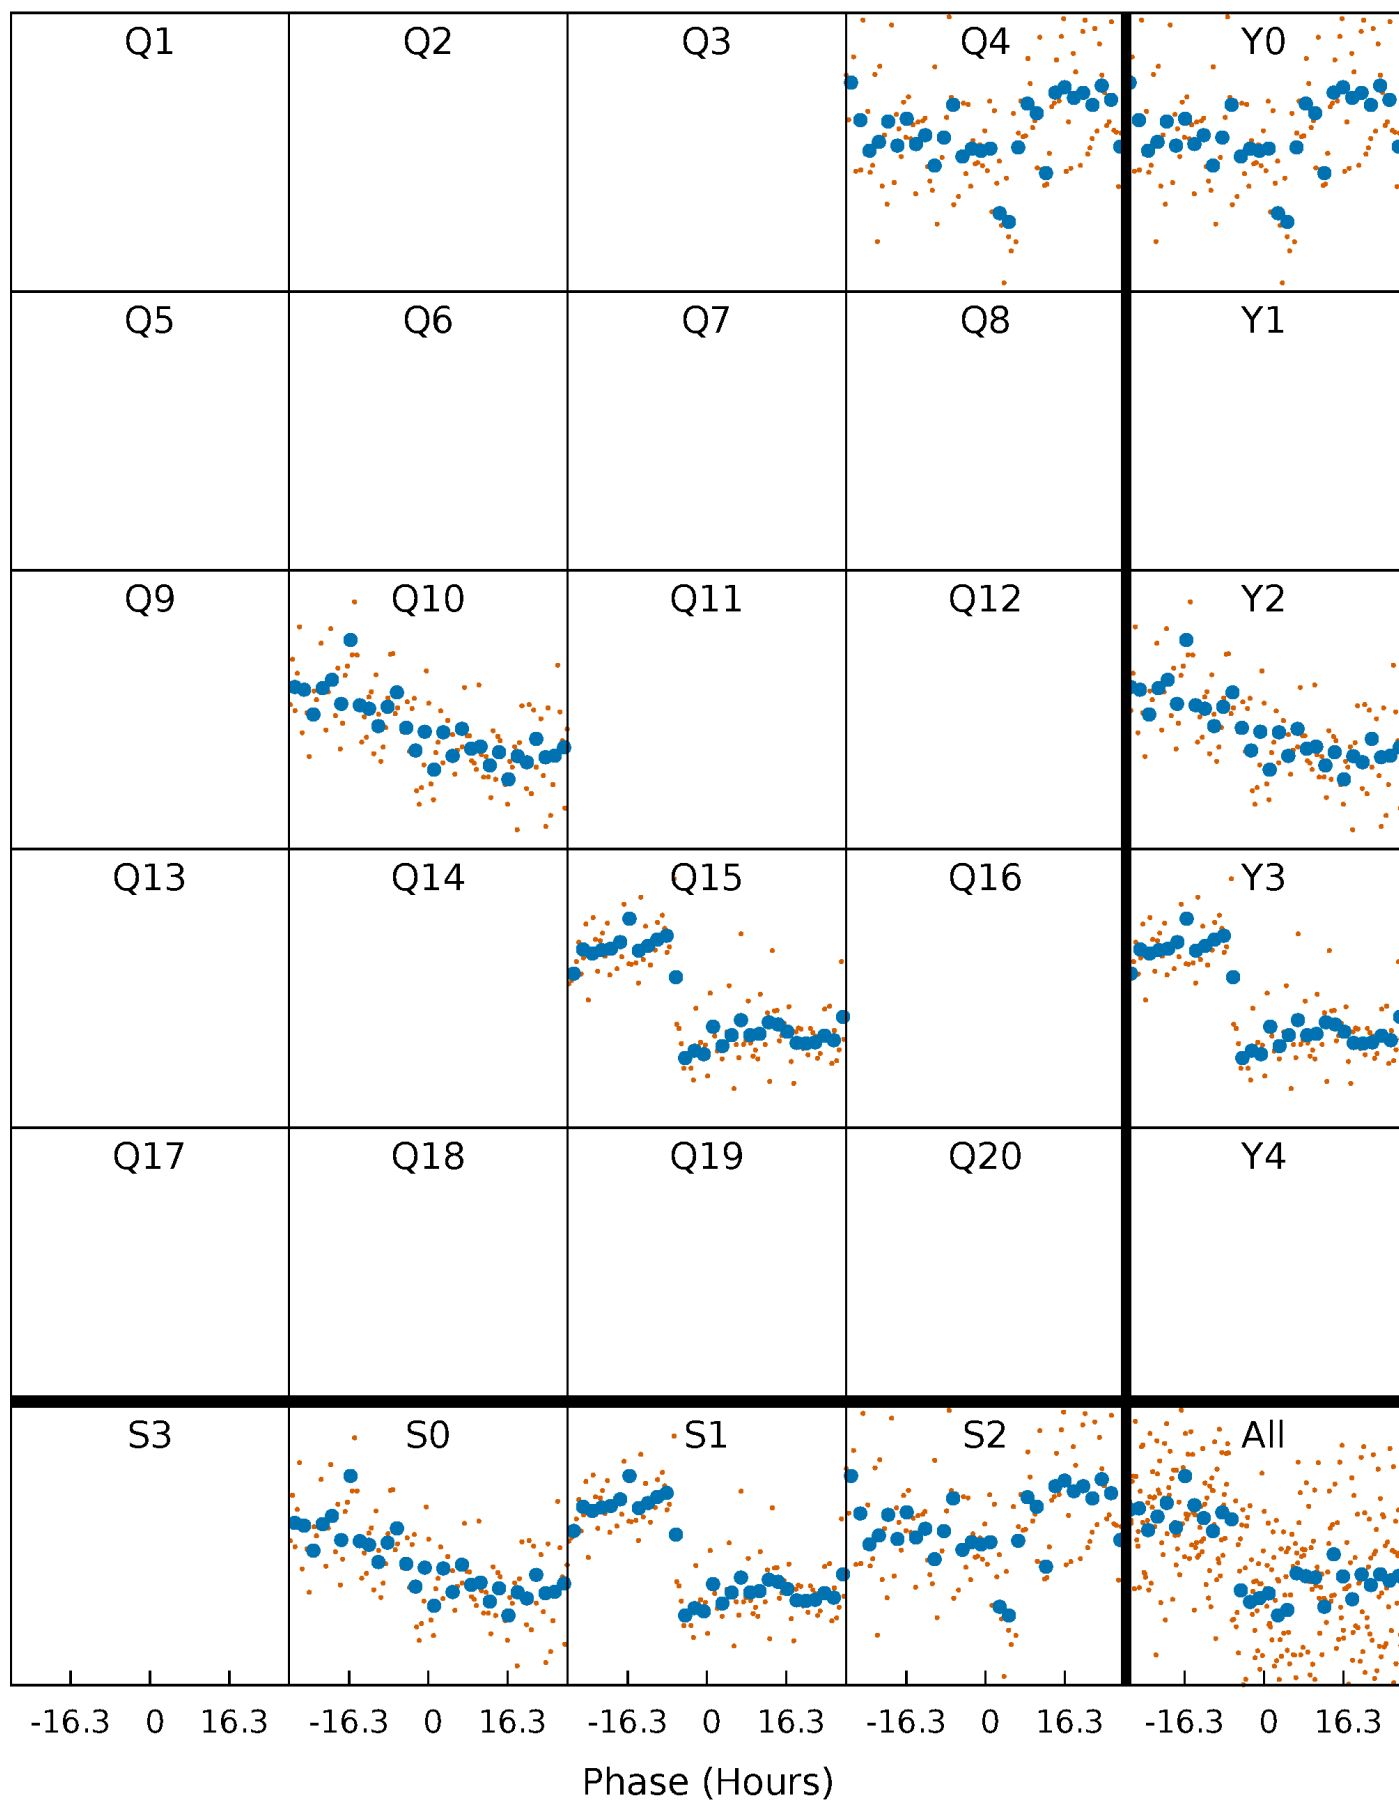 Q1 Q2 Q3 Q4 Y0
Q5 Q6 Q7 Q8 Y1
Q9 Q10 Q11 Q12 Y2
Q13 Q14 Q15 Q16 Y3
Q17 Q18 Q19 Q20 Y4
S3 S0 S1 S2 All
-16.3 0 16.3 -16.3 0 16.3 -16.3 0 16.3 -16.3 0 16.3 -16.3 0 16.3
Phase (Hours)